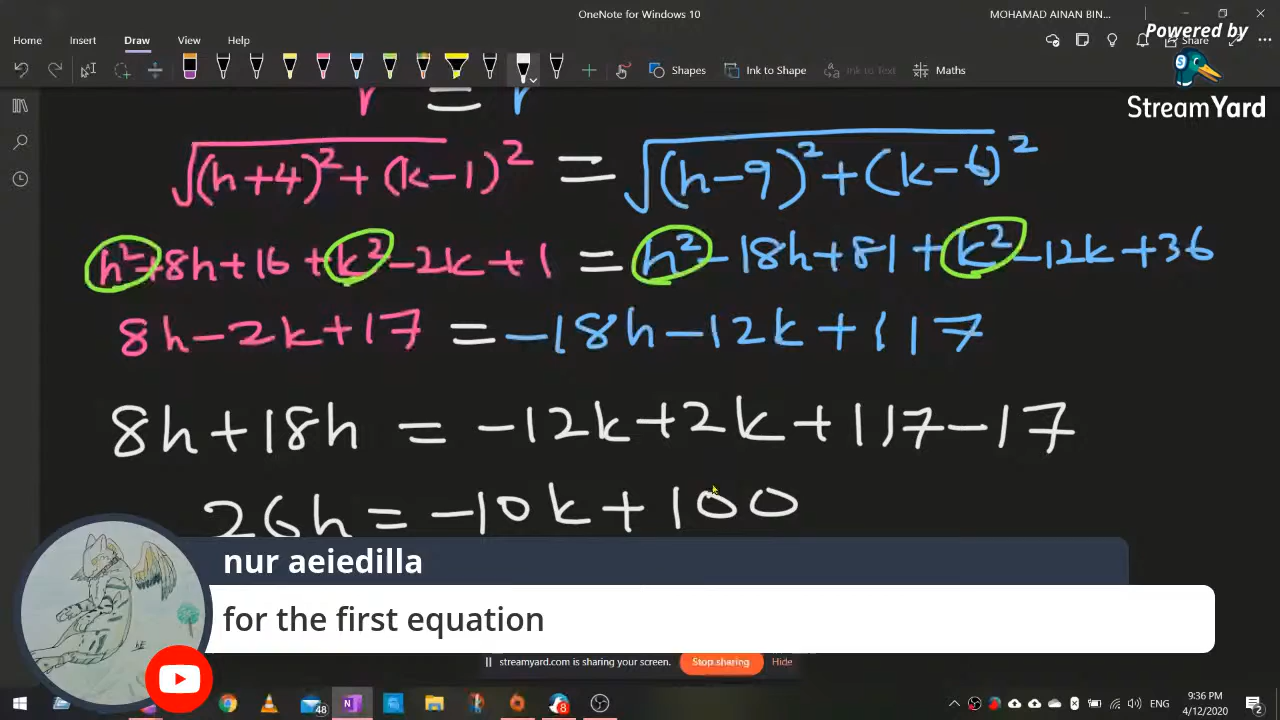 OneNote for Windows 10
MOHAMAD AINAN BIN...
Powered by
StreamYard
Home Insert Draw View Help
Share
Shapes Ink to Shape Ink to Text Maths
r = r
√(h+4)² + (k-1)² = √(h-9)² + (k-6)²
h²+8h+16 + k²-2k+1 = h²-18h+81 + k²-12k+36
8h-2k+17 = -18h-12k+117
8h+18h = -12k+2k+117-17
26h = -10k+100
nur aeiedilla
for the first equation
streamyard.com is sharing your screen. Stop sharing Hide
48
8
ENG
9:36 PM
4/12/2020
2